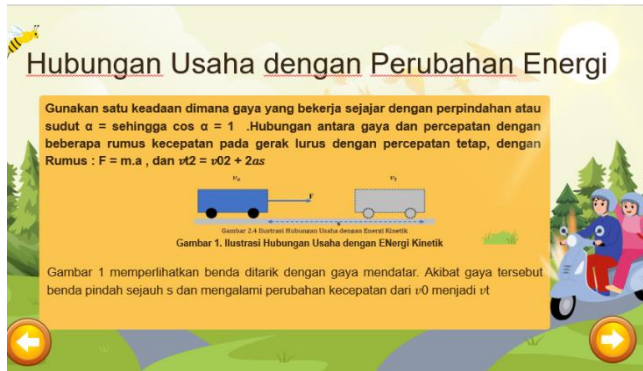 Hubungan Usaha dengan Perubahan Energi
Gunakan satu keadaan dimana gaya yang bekerja sejajar dengan perpindahan atau
sudut α = sehingga cos α = 1 .Hubungan antara gaya dan percepatan dengan
beberapa rumus kecepatan pada gerak lurus dengan percepatan tetap, dengan
Rumus : F = m.a , dan 𝑣t2 = 𝑣02 + 2𝑎𝑠
v₀ vₜ
F
s
Gambar 2.4 Ilustrasi Hubungan Usaha dengan Energi Kinetik
Gambar 1. Ilustrasi Hubungan Usaha dengan ENergi Kinetik
Gambar 1 memperlihatkan benda ditarik dengan gaya mendatar. Akibat gaya tersebut
benda pindah sejauh s dan mengalami perubahan kecepatan dari 𝑣0 menjadi 𝑣t